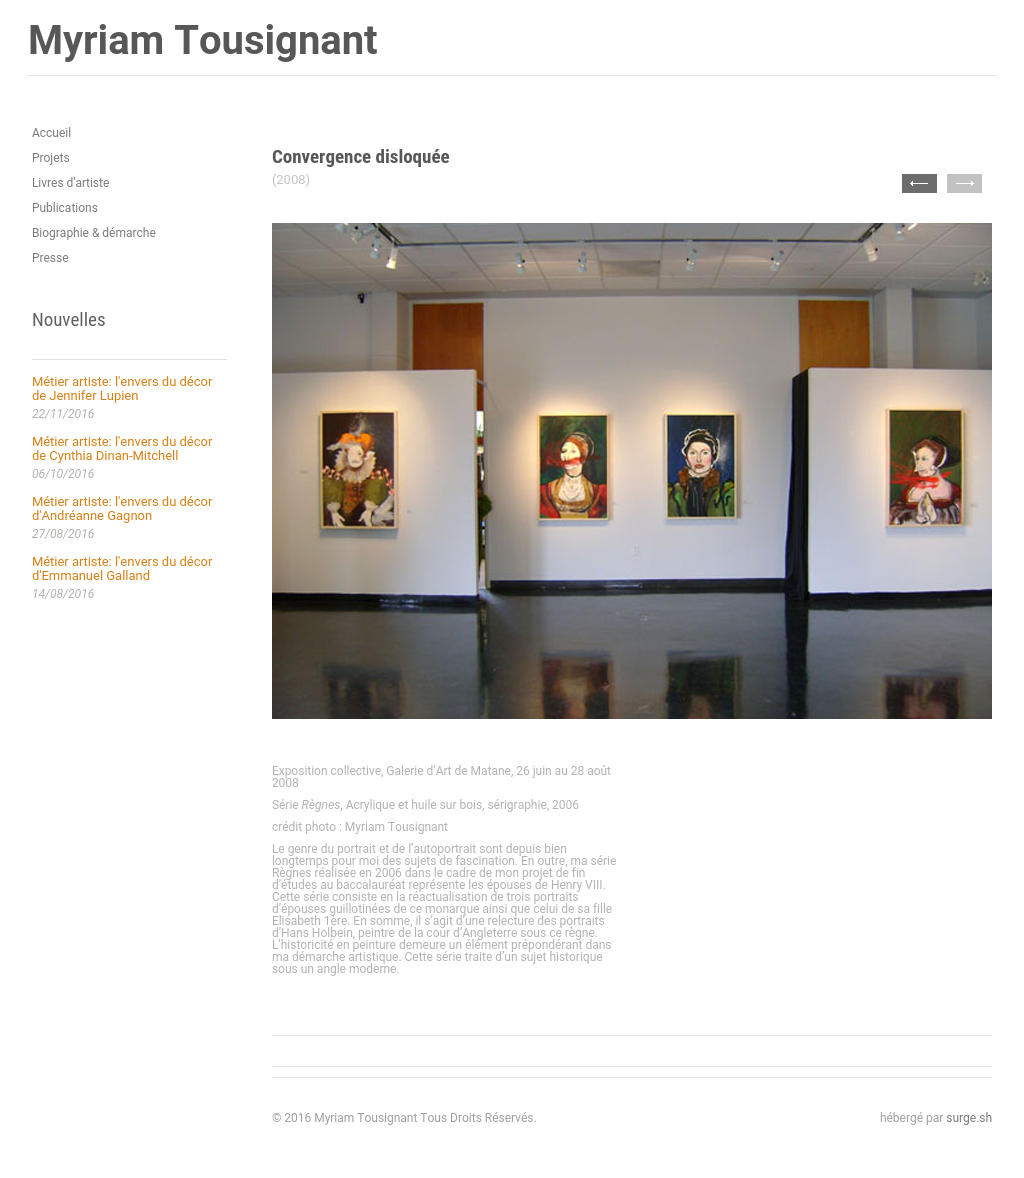 Myriam Tousignant
Accueil
Projets
Livres d'artiste
Publications
Biographie & démarche
Presse
Nouvelles
Métier artiste: l'envers du décor
de Jennifer Lupien
22/11/2016
Métier artiste: l'envers du décor
de Cynthia Dinan-Mitchell
06/10/2016
Métier artiste: l'envers du décor
d'Andréanne Gagnon
27/08/2016
Métier artiste: l'envers du décor
d'Emmanuel Galland
14/08/2016
Convergence disloquée
(2008)
Exposition collective, Galerie d'Art de Matane, 26 juin au 28 août
2008
Série Règnes, Acrylique et huile sur bois, sérigraphie, 2006
crédit photo : Myriam Tousignant
Le genre du portrait et de l'autoportrait sont depuis bien
longtemps pour moi des sujets de fascination. En outre, ma série
Règnes réalisée en 2006 dans le cadre de mon projet de fin
d'études au baccalauréat représente les épouses de Henry VIII.
Cette série consiste en la réactualisation de trois portraits
d'épouses guillotinées de ce monarque ainsi que celui de sa fille
Elisabeth 1ère. En somme, il s'agit d'une relecture des portraits
d'Hans Holbein, peintre de la cour d'Angleterre sous ce règne.
L'historicité en peinture demeure un élément prépondérant dans
ma démarche artistique. Cette série traite d'un sujet historique
sous un angle moderne.
© 2016 Myriam Tousignant Tous Droits Réservés.
hébergé par surge.sh